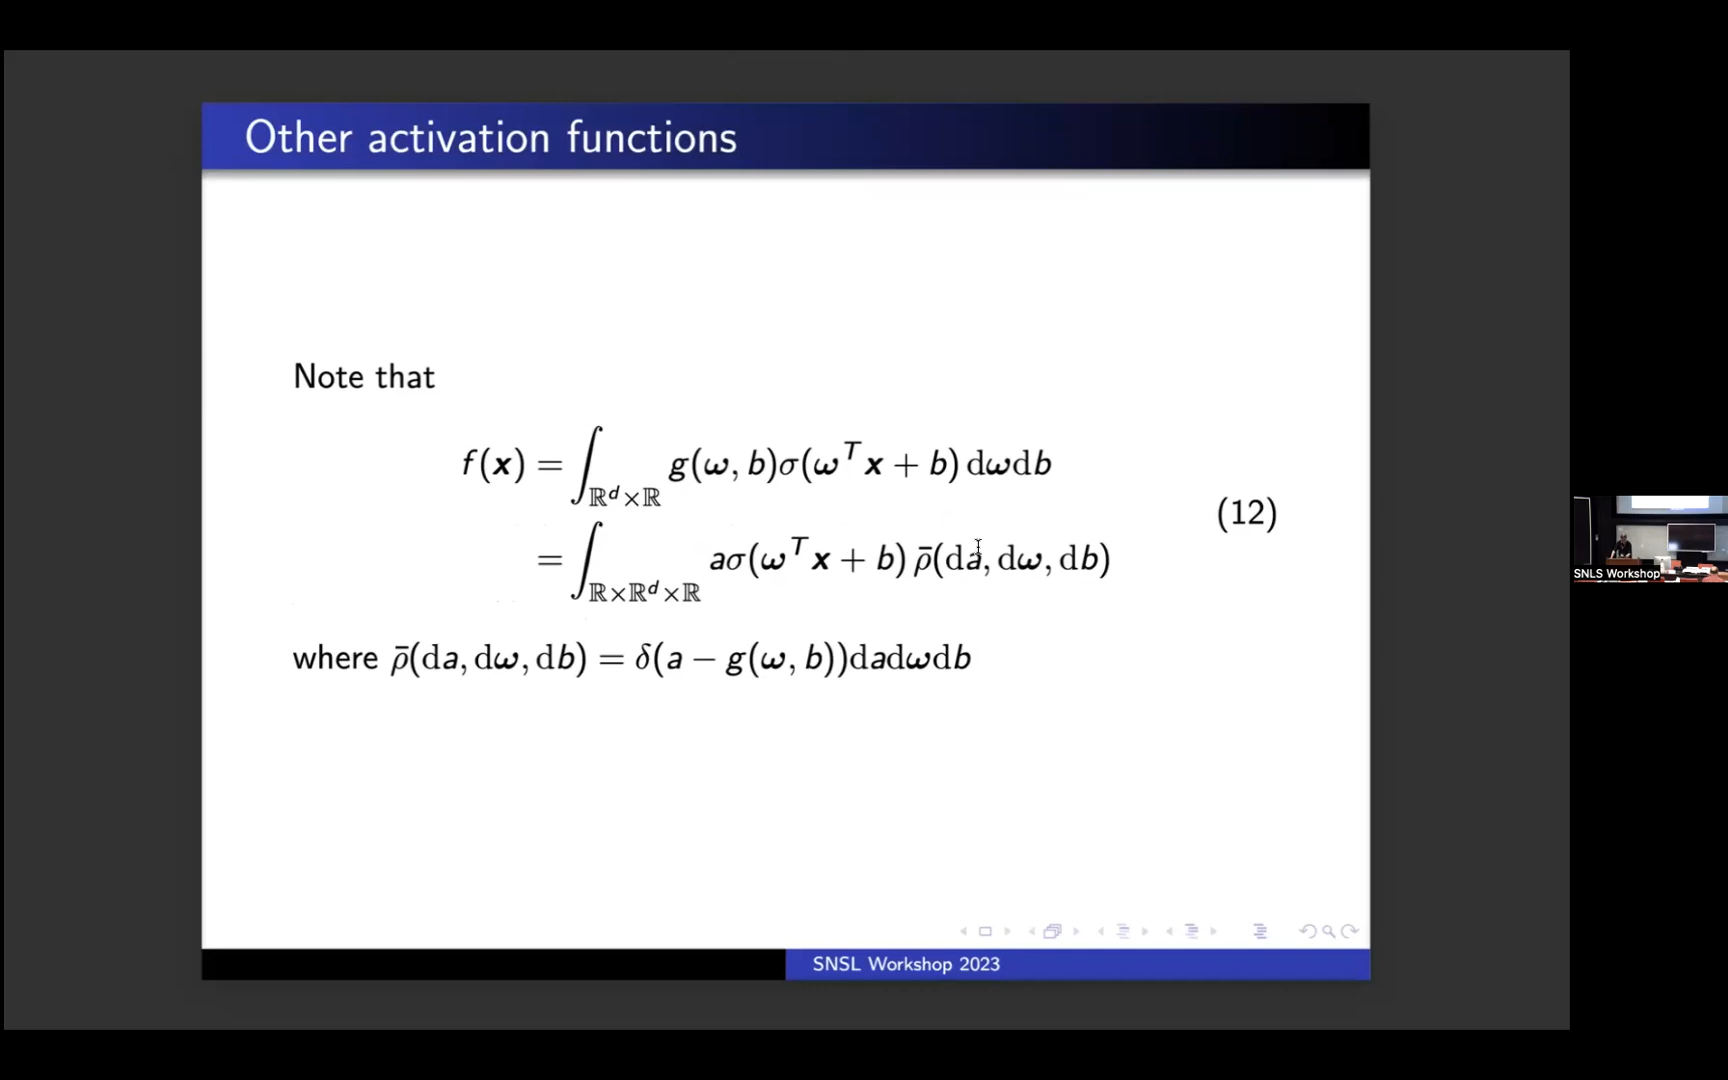 Other activation functions
Note that
f(x) = ∫_{ℝ^d×ℝ} g(ω, b)σ(ω^T x + b) dωdb
= ∫_{ℝ×ℝ^d×ℝ} aσ(ω^T x + b) ρ̄(da, dω, db)
(12)
where ρ̄(da, dω, db) = δ(a − g(ω, b))dadωdb
SNSL Workshop 2023
SNLS Workshop